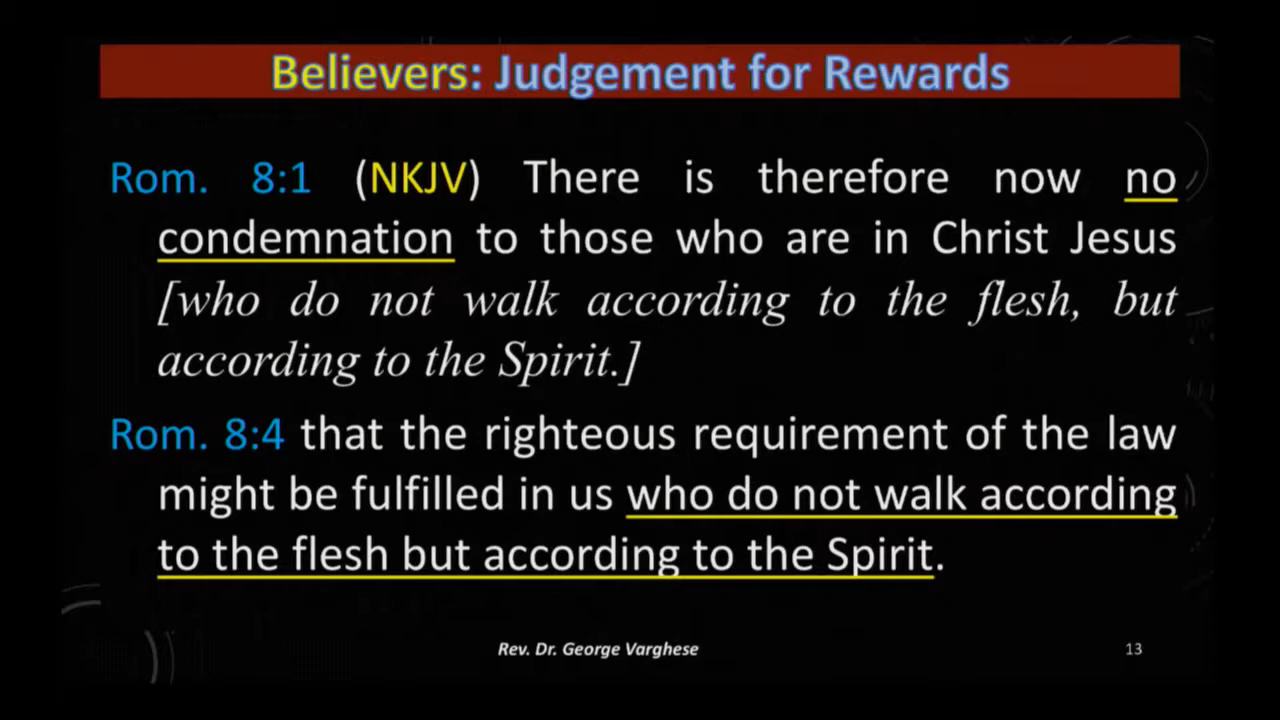 Believers: Judgement for Rewards
Rom. 8:1 (NKJV) There is therefore now no
condemnation to those who are in Christ Jesus
[who do not walk according to the flesh, but
according to the Spirit.]
Rom. 8:4 that the righteous requirement of the law
might be fulfilled in us who do not walk according
to the flesh but according to the Spirit.
Rev. Dr. George Varghese
13